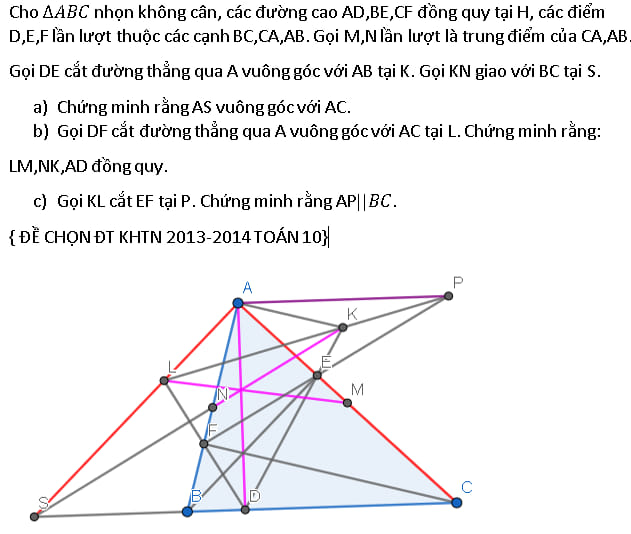 Cho ΔABC nhọn không cân, các đường cao AD,BE,CF đồng quy tại H, các điểm
D,E,F lần lượt thuộc các cạnh BC,CA,AB. Gọi M,N lần lượt là trung điểm của CA,AB.
Gọi DE cắt đường thẳng qua A vuông góc với AB tại K. Gọi KN giao với BC tại S.
a) Chứng minh rằng AS vuông góc với AC.
b) Gọi DF cắt đường thẳng qua A vuông góc với AC tại L. Chứng minh rằng:
LM,NK,AD đồng quy.
c) Gọi KL cắt EF tại P. Chứng minh rằng AP||BC.
{ ĐỀ CHỌN ĐT KHTN 2013-2014 TOÁN 10}
P
A
K
E
L
M
N
F
C
B
D
S